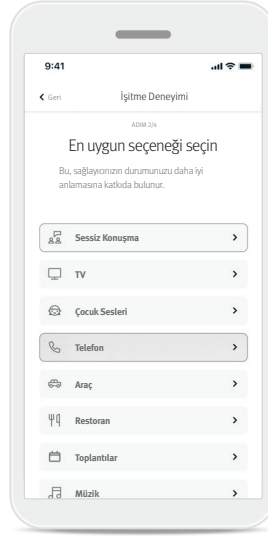 9:41
Geri
İşitme Deneyimi
ADIM 2/4
En uygun seçeneği seçin
Bu, sağlayıcınızın durumunuzu daha iyi
anlamasına katkıda bulunur.
Sessiz Konuşma
TV
Çocuk Sesleri
Telefon
Araç
Restoran
Toplantılar
Müzik